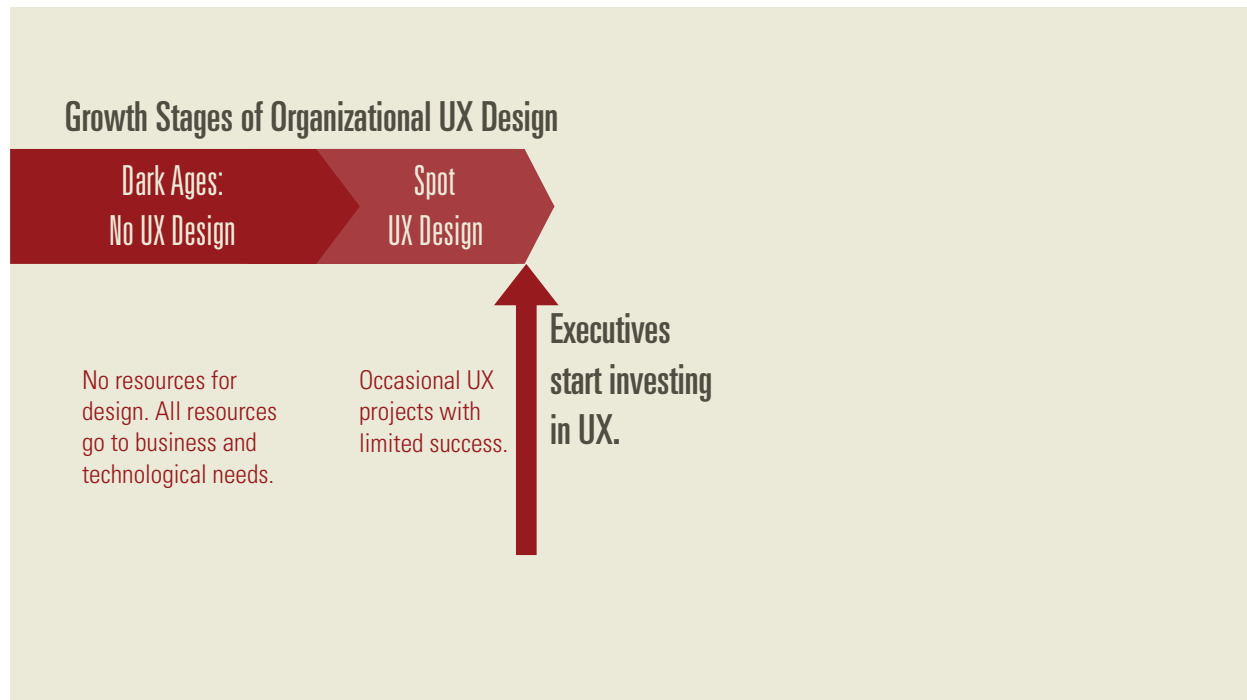 Growth Stages of Organizational UX Design
Dark Ages:
No UX Design
Spot
UX Design
No resources for
design. All resources
go to business and
technological needs.
Occasional UX
projects with
limited success.
Executives
start investing
in UX.